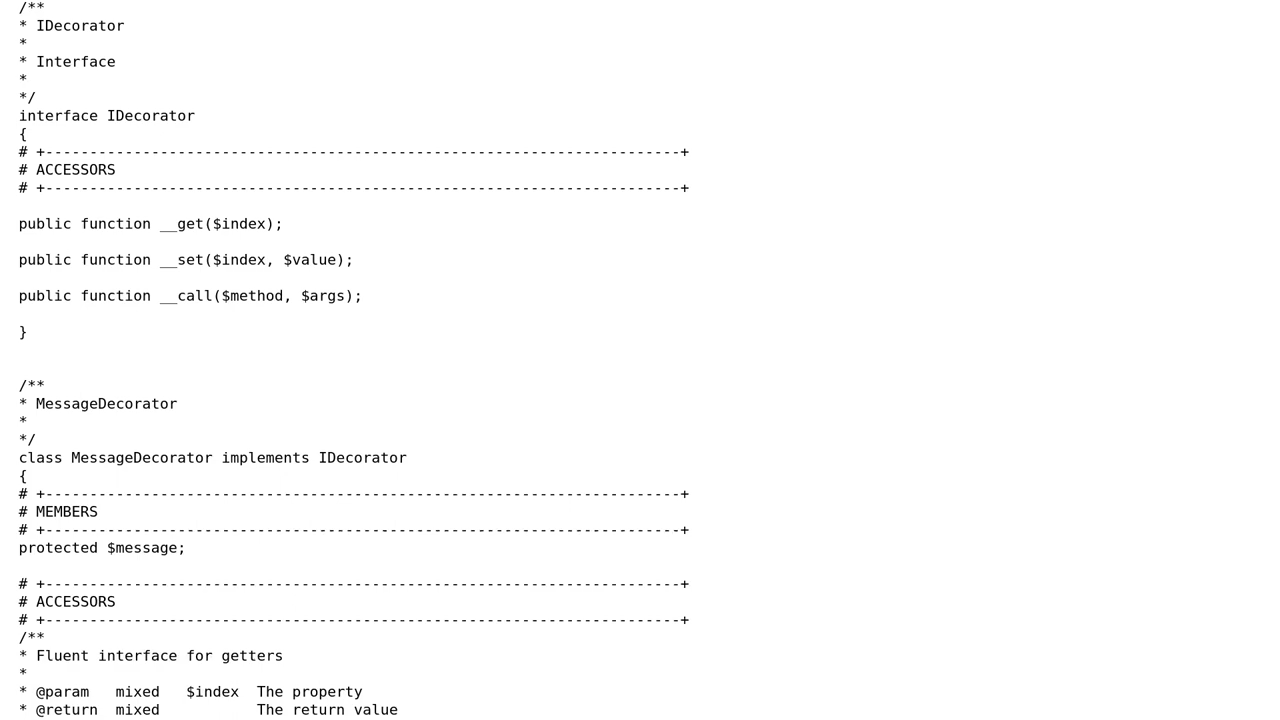 /**
* IDecorator
*
* Interface
*
*/
interface IDecorator
{
# +------------------------------------------------------------------------+
# ACCESSORS
# +------------------------------------------------------------------------+
public function __get($index);
public function __set($index, $value);
public function __call($method, $args);
}
/**
* MessageDecorator
*
*/
class MessageDecorator implements IDecorator
{
# +------------------------------------------------------------------------+
# MEMBERS
# +------------------------------------------------------------------------+
protected $message;
# +------------------------------------------------------------------------+
# ACCESSORS
# +------------------------------------------------------------------------+
/**
* Fluent interface for getters
*
* @param   mixed   $index  The property
* @return  mixed           The return value